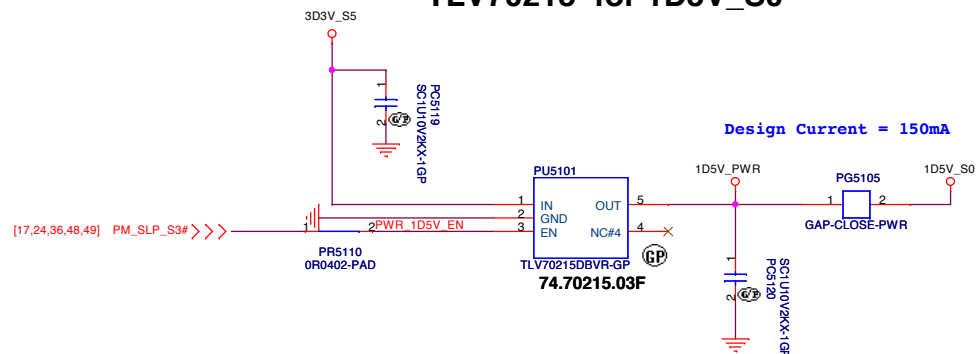 3D3V_S5
1
2
PC5119
SC1U10V2KX-1GP
G/P
Design Current = 150mA
PU5101
1D5V_PWR
PG5105
1D5V_S0
1 IN OUT 5
2 GND
3 EN NC#4 4
1 2
GAP-CLOSE-PWR
[17,24,36,48,49] PM_SLP_S3#
1 2 PWR_1D5V_EN
PR5110
0R0402-PAD
TLV70215DBVR-GP
GP
74.70215.03F
1
2
G/P
SC1U10V2KX-1GP
PC5120